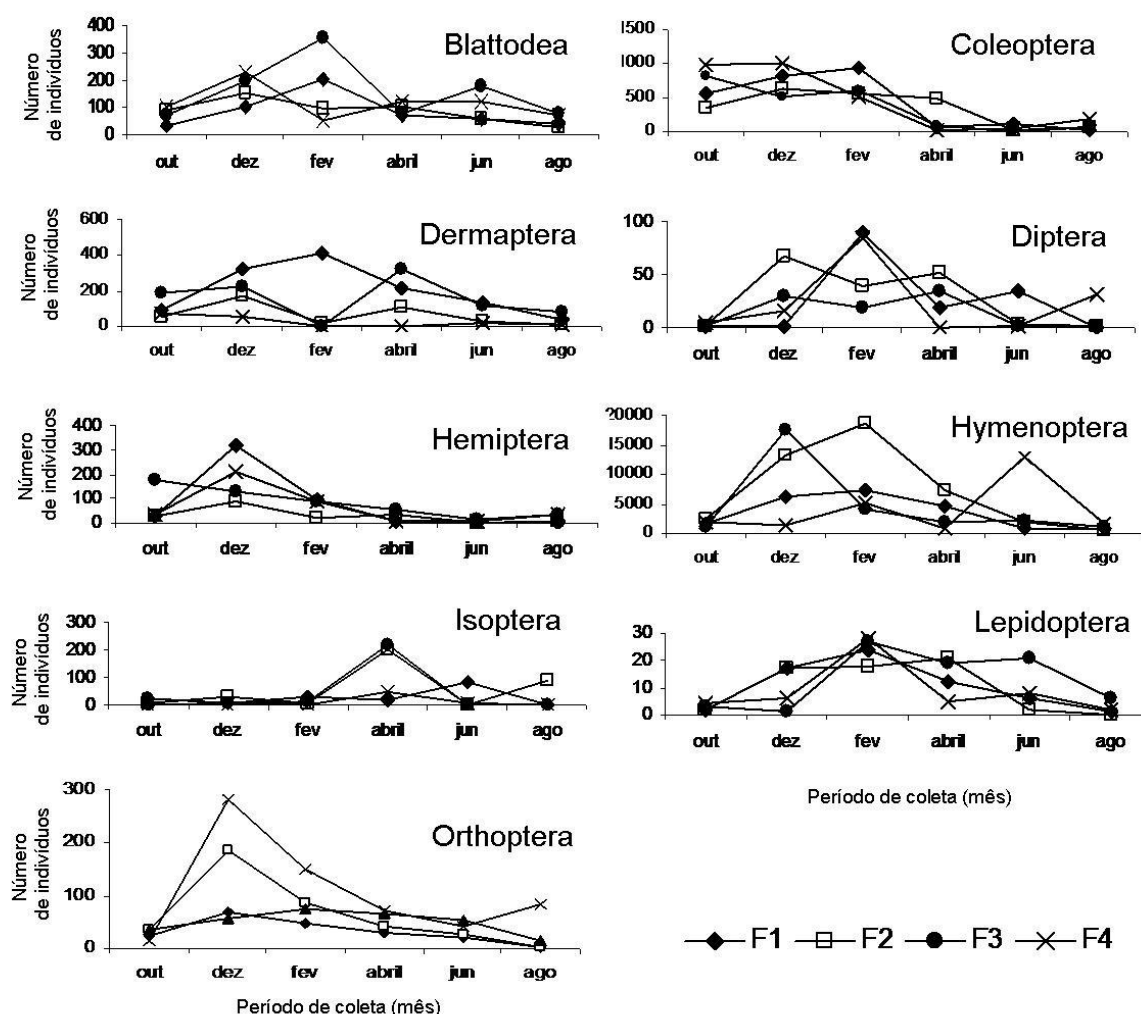 Número
de indivíduos
400
300
200
100
0
Blattodea
out dez fev abril jun ago
1500
1000
500
0
Coleoptera
out dez fev abril jun ago
Número
de indivíduos
600
400
200
0
Dermaptera
out dez fev abril jun ago
100
50
0
Diptera
out dez fev abril jun ago
Número
de indivíduos
400
300
200
100
0
Hemiptera
out dez fev abril jun ago
20000
15000
10000
5000
0
Hymenoptera
out dez fev abril jun ago
Número
de indivíduos
300
200
100
0
Isoptera
out dez fev abril jun ago
30
20
10
0
Lepidoptera
out dez fev abril jun ago
Período de coleta (mês)
Número
de indivíduos
300
200
100
0
Orthoptera
out dez fev abril jun ago
Período de coleta (mês)
F1 F2 F3 F4